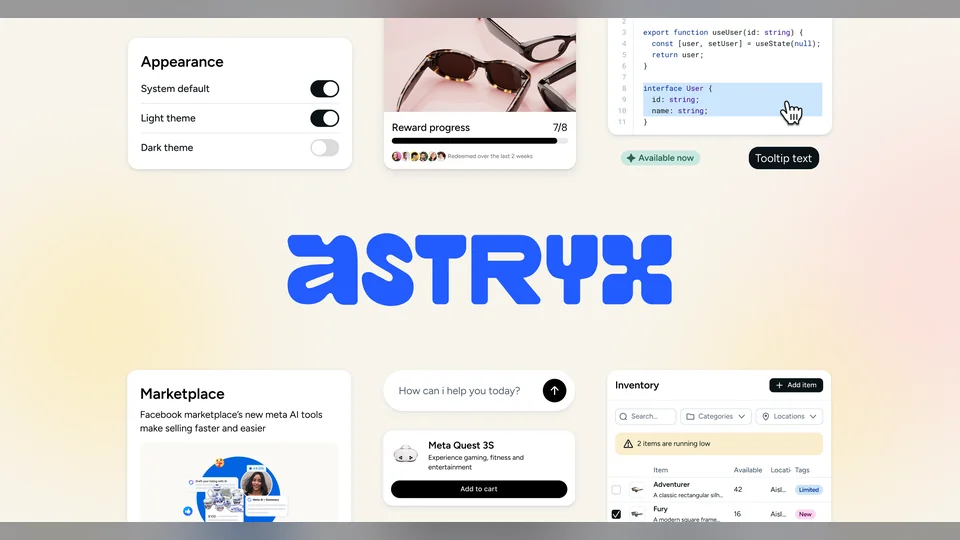 Appearance
System default
Light theme
Dark theme
Reward progress
7/8
Redeemed over the last 2 weeks
2
3 export function useUser(id: string) {
4 const [user, setUser] = useState(null);
5 return user;
6 }
7
8 interface User {
9 id: string;
10 name: string;
11 }
Available now
Tooltip text
aSTRYX
Marketplace
Facebook marketplace's new meta AI tools
make selling faster and easier
How can i help you today?
Meta Quest 3S
Experience gaming, fitness and
entertainment
Add to cart
Inventory
Add item
Search...
Categories
Locations
2 items are running low
Item Available Locati Tags
Adventurer
A classic rectangular silh...
42 Aisl... Limited
Fury
A modern square frame...
16 Aisl... New